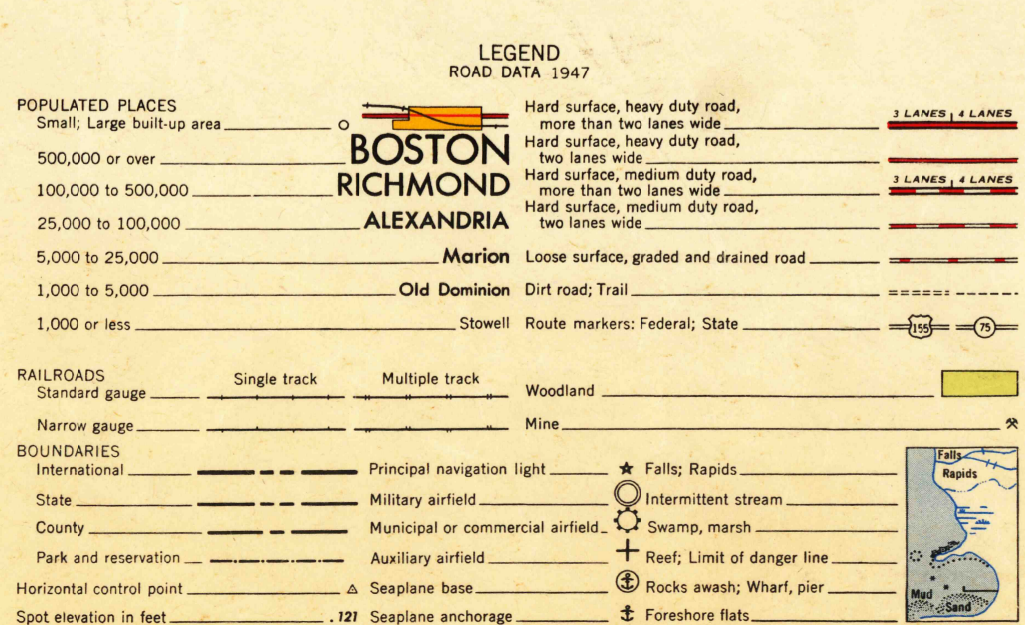 LEGEND
ROAD DATA 1947
POPULATED PLACES
Small; Large built-up area
500,000 or over BOSTON
100,000 to 500,000 RICHMOND
25,000 to 100,000 ALEXANDRIA
5,000 to 25,000 Marion
1,000 to 5,000 Old Dominion
1,000 or less Stowell
Hard surface, heavy duty road,
more than two lanes wide 3 LANES 4 LANES
Hard surface, heavy duty road,
two lanes wide
Hard surface, medium duty road,
more than two lanes wide 3 LANES 4 LANES
Hard surface, medium duty road,
two lanes wide
Loose surface, graded and drained road
Dirt road; Trail
Route markers: Federal; State 155 75
RAILROADS Single track Multiple track
Standard gauge
Narrow gauge
Woodland
Mine
BOUNDARIES
International
State
County
Park and reservation
Horizontal control point
Spot elevation in feet .121
Principal navigation light
Military airfield
Municipal or commercial airfield
Auxiliary airfield
Seaplane base
Seaplane anchorage
Falls; Rapids
Intermittent stream
Swamp, marsh
Reef; Limit of danger line
Rocks awash; Wharf, pier
Foreshore flats
Falls
Rapids
Mud
Sand